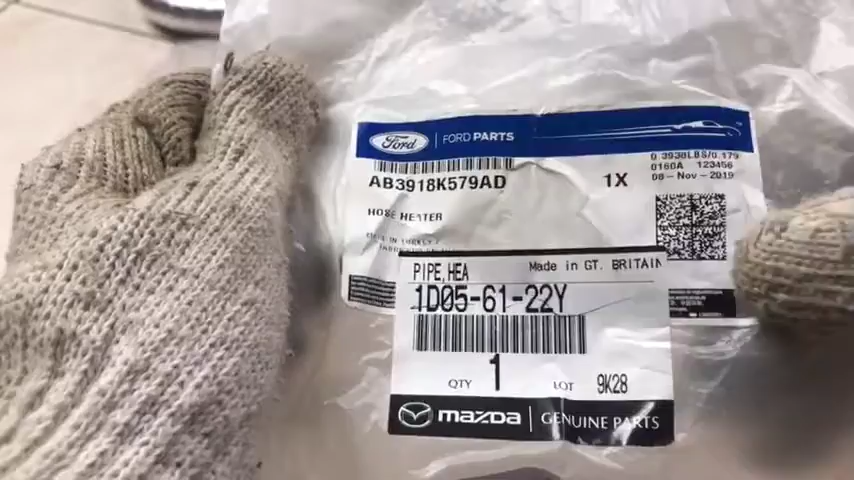 Ford | FORD PARTS
AB3918K579AD 1X
0.3938LBS/0.179
0160A 123456
08-Nov-2019
HOSE HEATER
PIPE,HEA Made in GT. BRITAIN
1D05-61-22Y
QTY 1 LOT 9K28
mazda | GENUINE PARTS